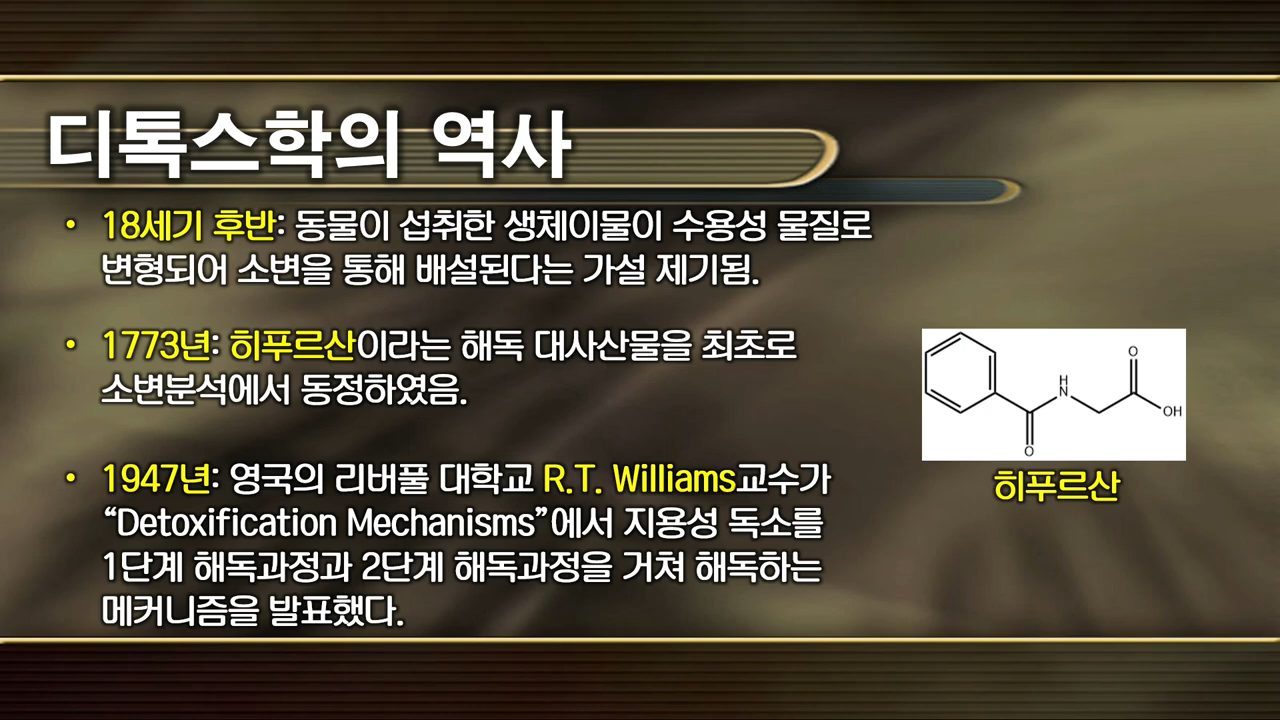 디톡스학의 역사
• 18세기 후반: 동물이 섭취한 생체이물이 수용성 물질로
변형되어 소변을 통해 배설된다는 가설 제기됨.
• 1773년: 히푸르산이라는 해독 대사산물을 최초로
소변분석에서 동정하였음.
• 1947년: 영국의 리버풀 대학교 R.T. Williams교수가
“Detoxification Mechanisms”에서 지용성 독소를
1단계 해독과정과 2단계 해독과정을 거쳐 해독하는
메커니즘을 발표했다.
O
H
N
OH
O
히푸르산